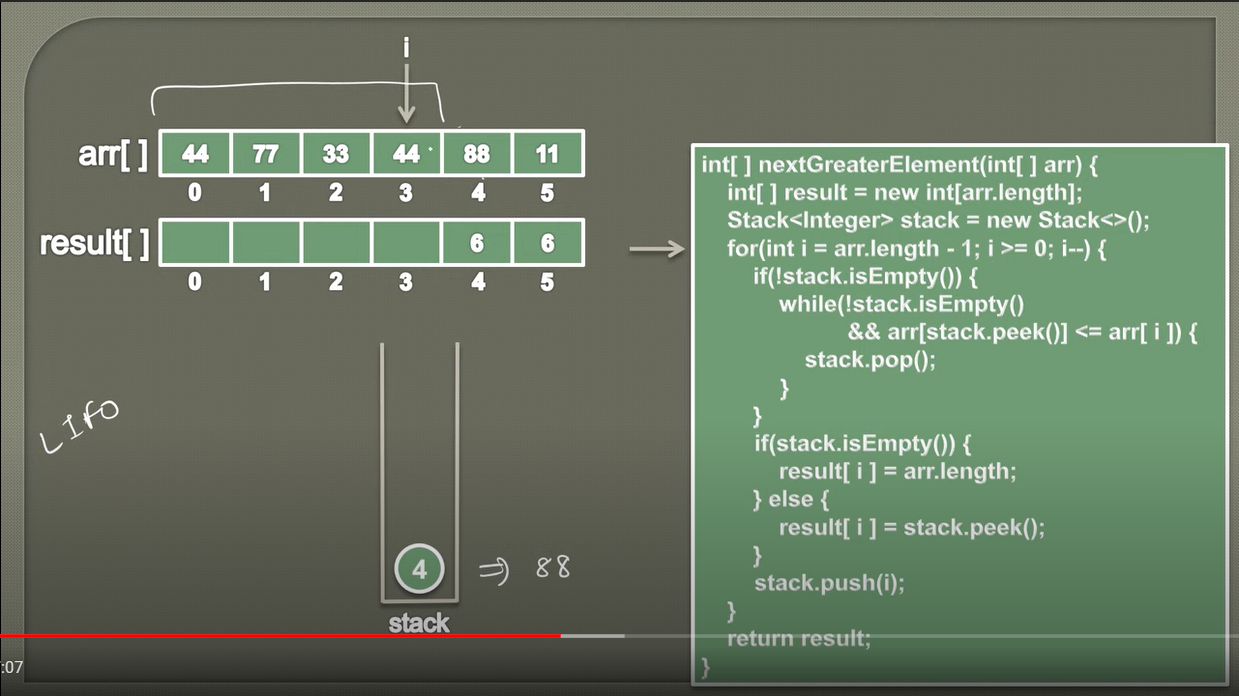 i
arr[ ] 44 77 33 44 88 11
0 1 2 3 4 5
result[ ] 6 6
0 1 2 3 4 5
LIFO
4 => 88
stack
:07
int[ ] nextGreaterElement(int[ ] arr) {
int[ ] result = new int[arr.length];
Stack<Integer> stack = new Stack<>();
for(int i = arr.length - 1; i >= 0; i--) {
if(!stack.isEmpty()) {
while(!stack.isEmpty()
&& arr[stack.peek()] <= arr[ i ]) {
stack.pop();
}
}
if(stack.isEmpty()) {
result[ i ] = arr.length;
} else {
result[ i ] = stack.peek();
}
stack.push(i);
}
return result;
}